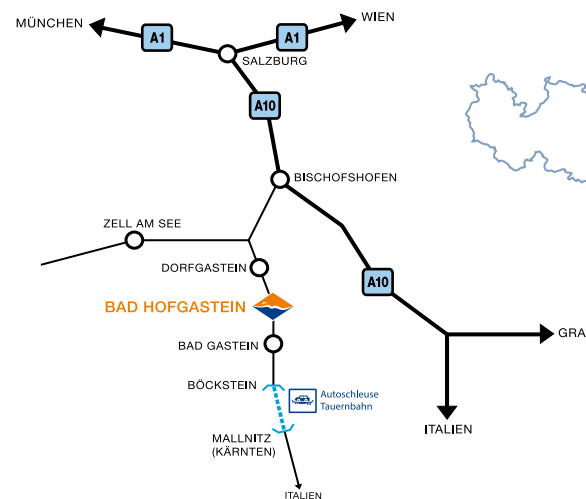 MÜNCHEN
A1
A1
WIEN
SALZBURG
A10
BISCHOFSHOFEN
ZELL AM SEE
DORFGASTEIN
A10
BAD HOFGASTEIN
GRA
BAD GASTEIN
BÖCKSTEIN
Autoschleuse
Tauernbahn
ITALIEN
MALLNITZ
(KÄRNTEN)
ITALIEN